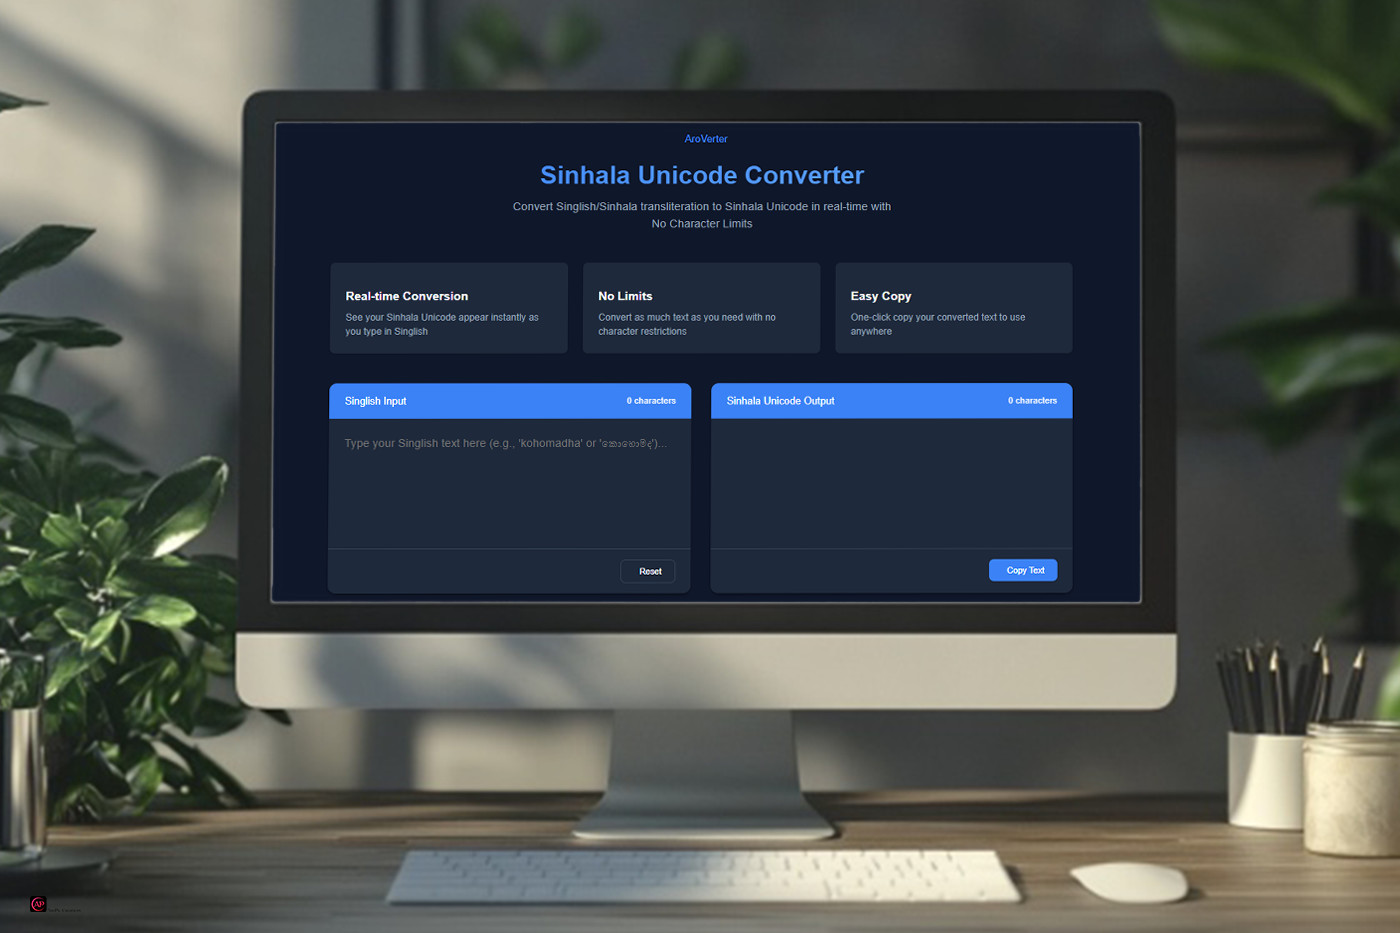 AroVerter
Sinhala Unicode Converter
Convert Singlish/Sinhala transliteration to Sinhala Unicode in real-time with
No Character Limits
Real-time Conversion
See your Sinhala Unicode appear instantly as
you type in Singlish
No Limits
Convert as much text as you need with no
character restrictions
Easy Copy
One-click copy your converted text to use
anywhere
Singlish Input
0 characters
Type your Singlish text here (e.g., 'kohomadha' or 'කොහොමද')...
Reset
Sinhala Unicode Output
0 characters
Copy Text
AP